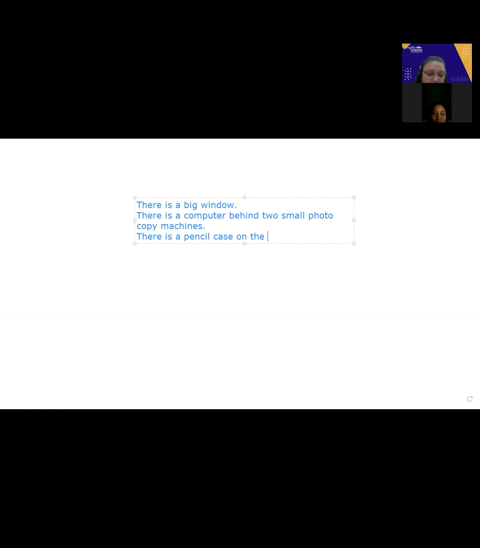 There is a big window.
There is a computer behind two small photo
copy machines.
There is a pencil case on the